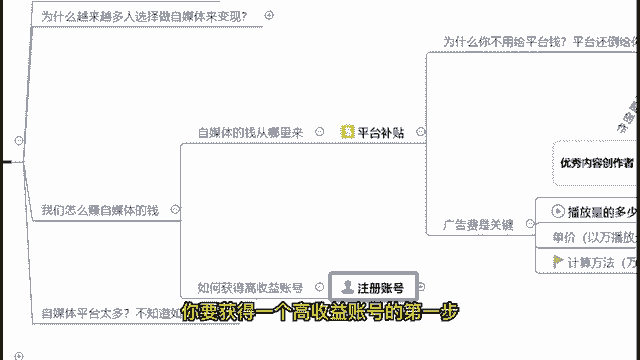 为什么越来越多人选择做自媒体来变现？
为什么你不用给平台钱？平台还倒给你
自媒体的钱从哪里来
平台补贴
优秀内容创作者
我们怎么赚自媒体的钱
广告费是关键
播放量的多少
单价（以万播放
计算方法（万
如何获得高收益账号
注册账号
自媒体平台太多？不知道如
你要获得一个高收益账号的第一步